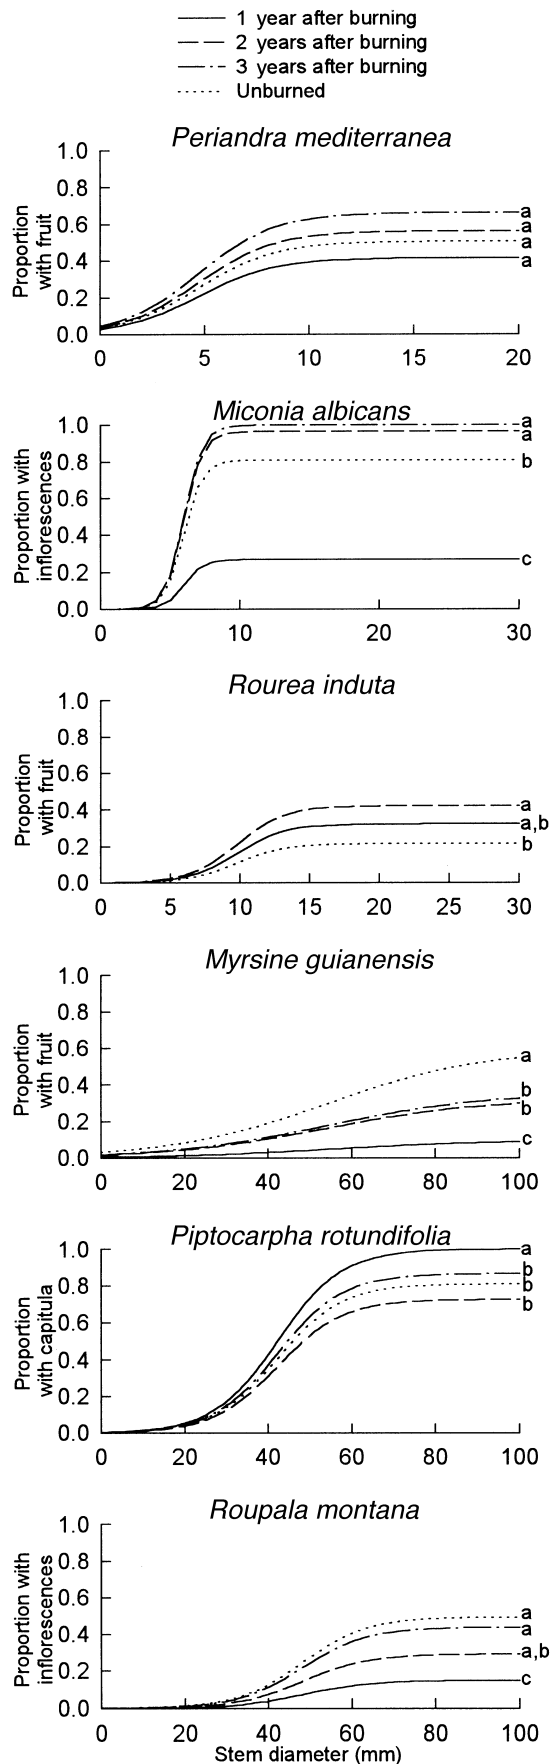 1 year after burning
2 years after burning
3 years after burning
Unburned
Periandra mediterranea
Proportion
with fruit
1.0
0.8
0.6
0.4
0.2
0.0
a
a
a
a
0 5 10 15 20
Miconia albicans
Proportion with
inflorescences
1.0
0.8
0.6
0.4
0.2
0.0
a
a
b
c
0 10 20 30
Rourea induta
Proportion
with fruit
1.0
0.8
0.6
0.4
0.2
0.0
a
a,b
b
0 5 10 15 20 25 30
Myrsine guianensis
Proportion
with fruit
1.0
0.8
0.6
0.4
0.2
0.0
a
b
b
c
0 20 40 60 80 100
Piptocarpha rotundifolia
Proportion
with capitula
1.0
0.8
0.6
0.4
0.2
0.0
a
b
b
b
0 20 40 60 80 100
Roupala montana
Proportion with
inflorescences
1.0
0.8
0.6
0.4
0.2
0.0
a
a
a,b
c
0 20 40 60 80 100
Stem diameter (mm)